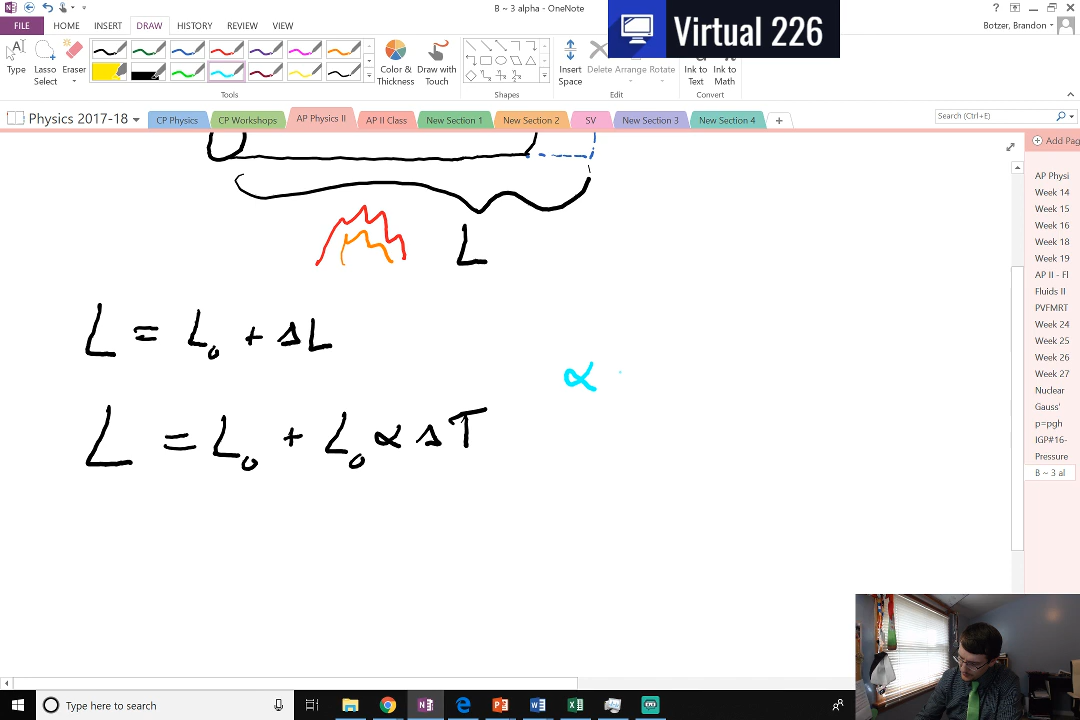 B ~ 3 alpha - OneNote
Virtual 226
Botzer, Brandon
FILE HOME INSERT DRAW HISTORY REVIEW VIEW
Type
Lasso Select
Eraser
Color & Thickness
Draw with Touch
Insert Space
Delete
Arrange
Rotate
Ink to Text
Ink to Math
Tools
Shapes
Edit
Convert
Physics 2017-18
CP Physics
CP Workshops
AP Physics II
AP II Class
New Section 1
New Section 2
SV
New Section 3
New Section 4
Search (Ctrl+E)
Add Pag
AP Physi
Week 14
Week 15
Week 16
Week 18
Week 19
AP II - Fl
Fluids II
PVFMRT
Week 24
Week 25
Week 26
Week 27
Nuclear
Gauss'
p=pgh
IGP#16-
Pressure
B ~ 3 al
L
L = L₀ + ΔL
α
L = L₀ + L₀ α ΔT
Type here to search